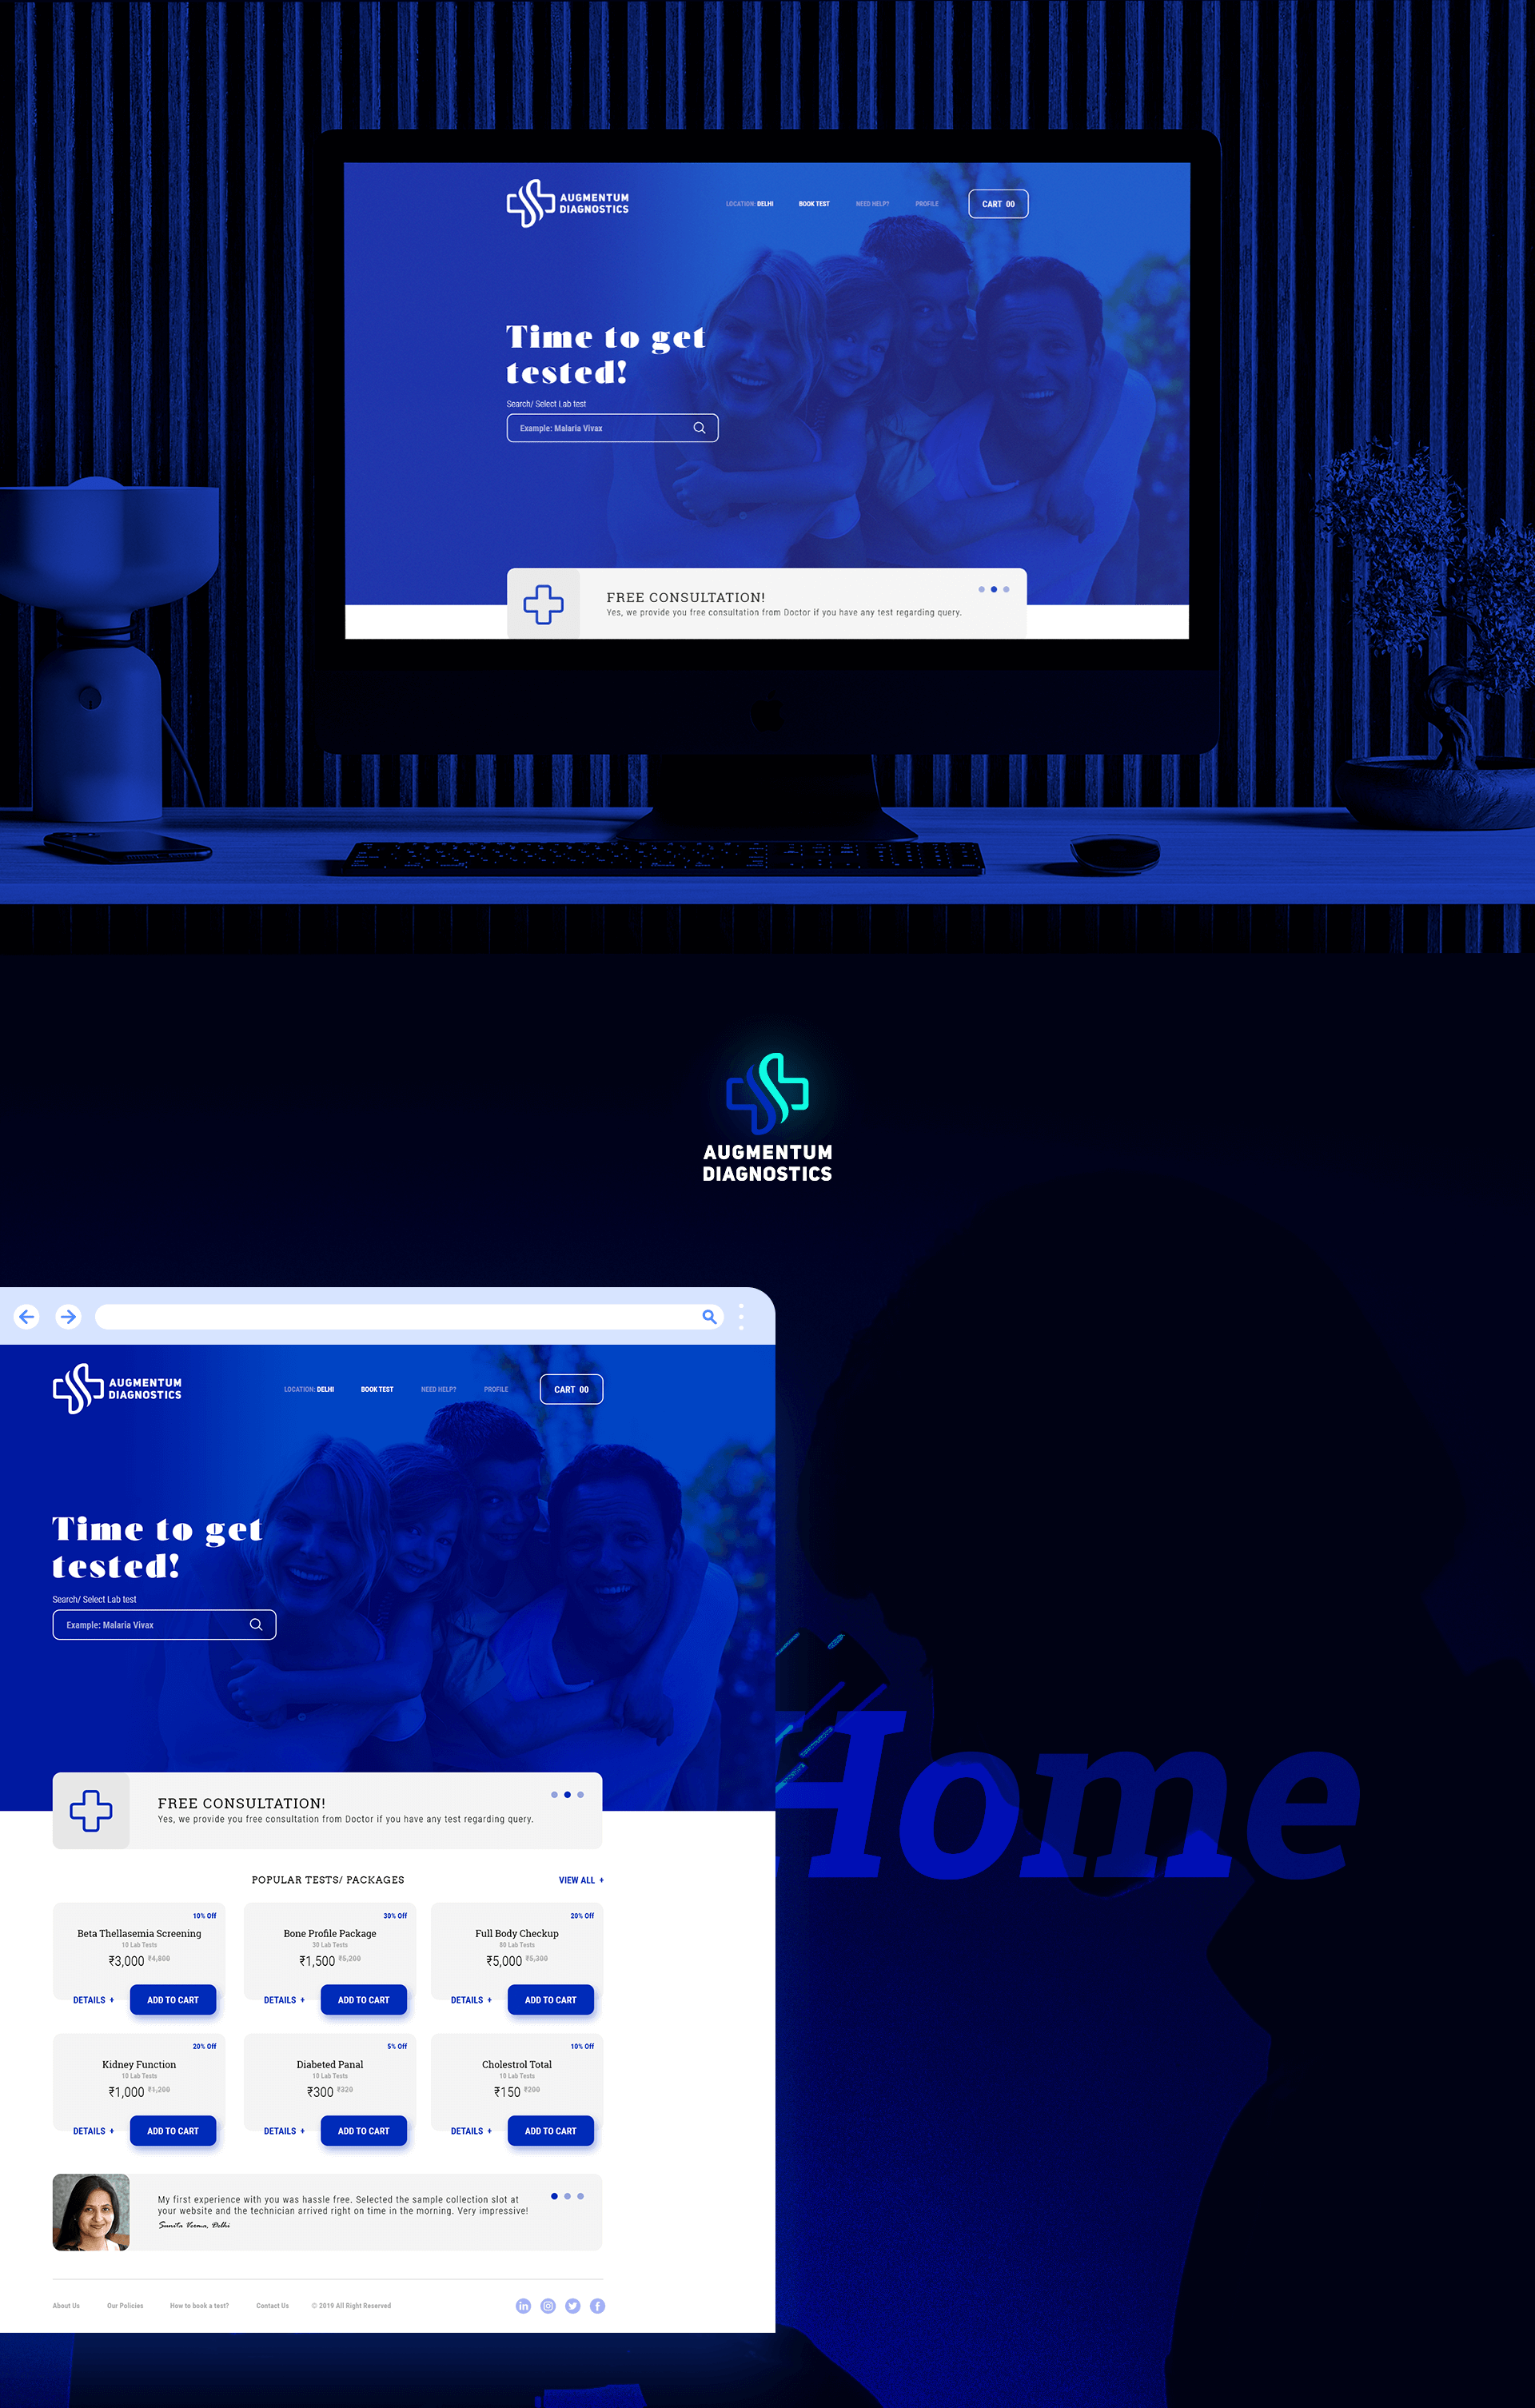 AUGMENTUM
DIAGNOSTICS
LOCATION: DELHI
BOOK TEST
NEED HELP?
PROFILE
CART 00
Time to get
tested!
Search/ Select Lab test
Example: Malaria Vivax
FREE CONSULTATION!
Yes, we provide you free consultation from Doctor if you have any test regarding query.
AUGMENTUM
DIAGNOSTICS
AUGMENTUM
DIAGNOSTICS
LOCATION: DELHI
BOOK TEST
NEED HELP?
PROFILE
CART 00
Time to get
tested!
Search/ Select Lab test
Example: Malaria Vivax
Home
FREE CONSULTATION!
Yes, we provide you free consultation from Doctor if you have any test regarding query.
POPULAR TESTS/ PACKAGES
VIEW ALL +
10% Off
Beta Thellasemia Screening
10 Lab Tests
₹3,000 ₹4,800
DETAILS +
ADD TO CART
30% Off
Bone Profile Package
30 Lab Tests
₹1,500 ₹5,200
DETAILS +
ADD TO CART
20% Off
Full Body Checkup
80 Lab Tests
₹5,000 ₹5,300
DETAILS +
ADD TO CART
20% Off
Kidney Function
10 Lab Tests
₹1,000 ₹1,200
DETAILS +
ADD TO CART
5% Off
Diabeted Panal
10 Lab Tests
₹300 ₹320
DETAILS +
ADD TO CART
10% Off
Cholestrol Total
10 Lab Tests
₹150 ₹200
DETAILS +
ADD TO CART
My first experience with you was hassle free. Selected the sample collection slot at
your website and the technician arrived right on time in the morning. Very impressive!
Sunita Verma, Delhi
About Us
Our Policies
How to book a test?
Contact Us
© 2019 All Right Reserved